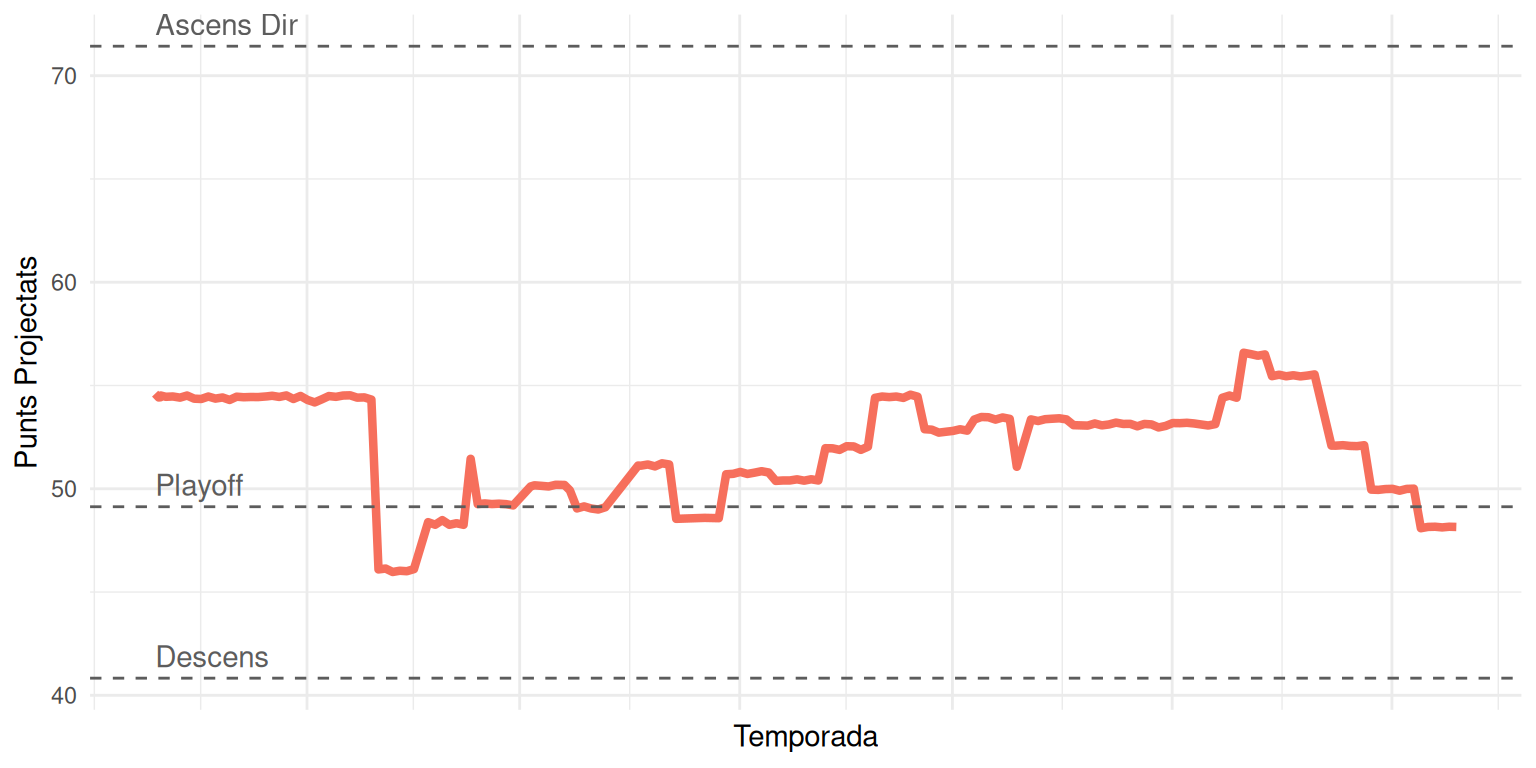 Ascens Dir
70
60
Punts Projectats
Playoff
50
Descens
40
Temporada